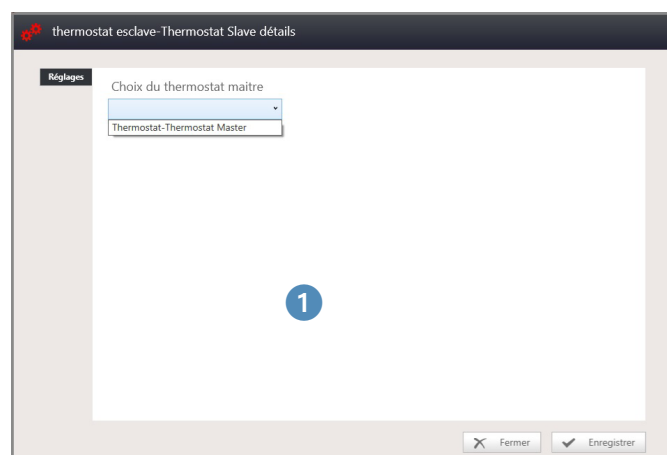 thermostat esclave-Thermostat Slave détails
Réglages
Choix du thermostat maitre
Thermostat-Thermostat Master
1
Fermer
Enregistrer